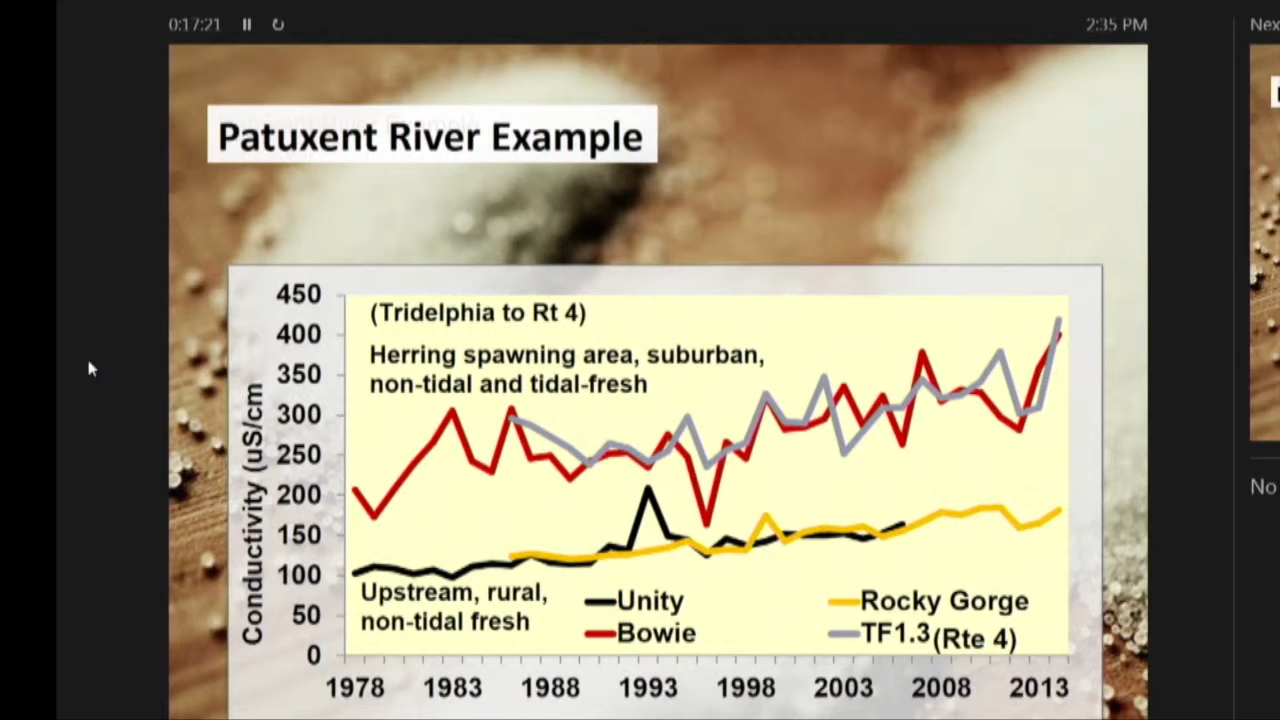 0:17:21
2:35 PM
Nex
Patuxent River Example
450
400
350
300
250
200
150
100
50
0
Conductivity (uS/cm
(Tridelphia to Rt 4)
Herring spawning area, suburban,
non-tidal and tidal-fresh
Upstream, rural,
non-tidal fresh
Unity
Rocky Gorge
Bowie
TF1.3(Rte 4)
1978 1983 1988 1993 1998 2003 2008 2013
No